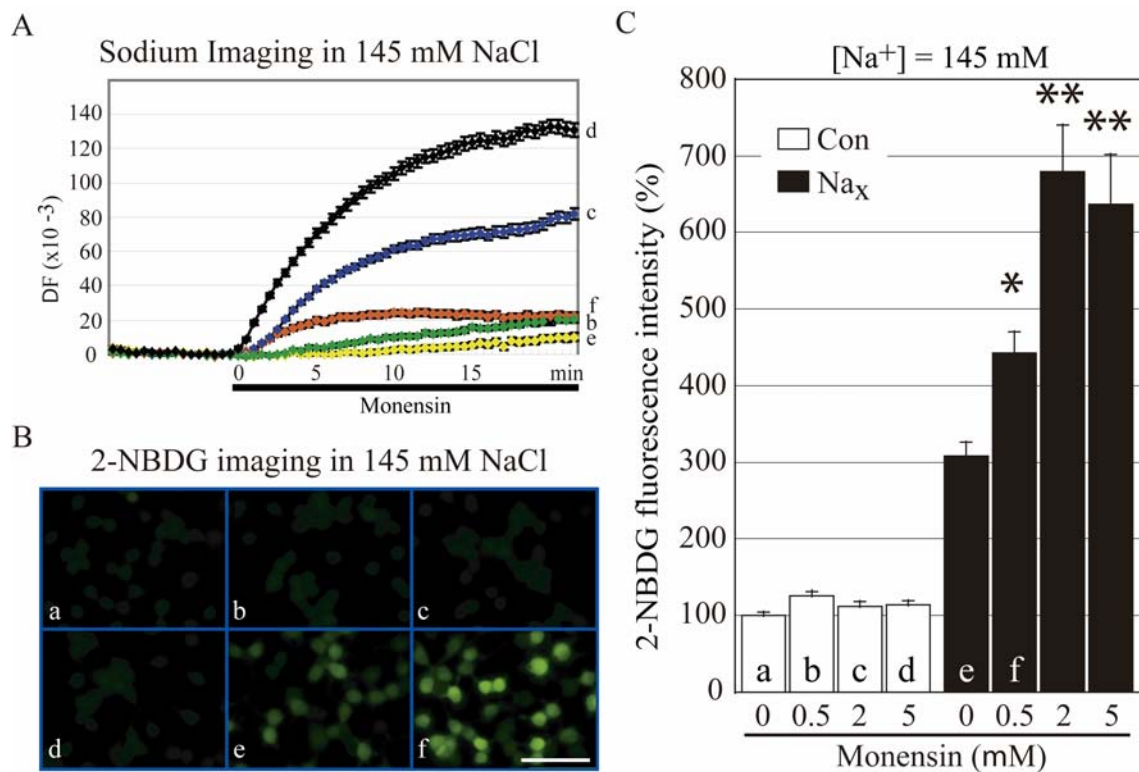 A
Sodium Imaging in 145 mM NaCl
DF (x10 -3)
140
120
100
80
60
40
20
0
d
c
f
b
e
0 5 10 15 min
Monensin
B
2-NBDG imaging in 145 mM NaCl
a b c
d e f
C
[Na+] = 145 mM
2-NBDG fluorescence intensity (%)
800
700
600
500
400
300
200
100
0
Con
Nax
*
**
**
a b c d e f
0 0.5 2 5 0 0.5 2 5
Monensin (mM)